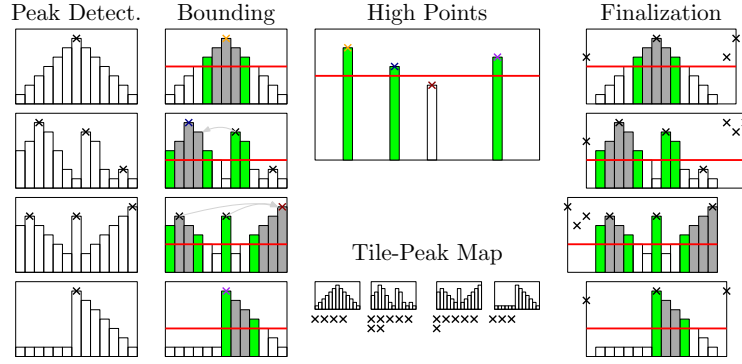 Peak Detect. Bounding High Points Finalization
Tile-Peak Map